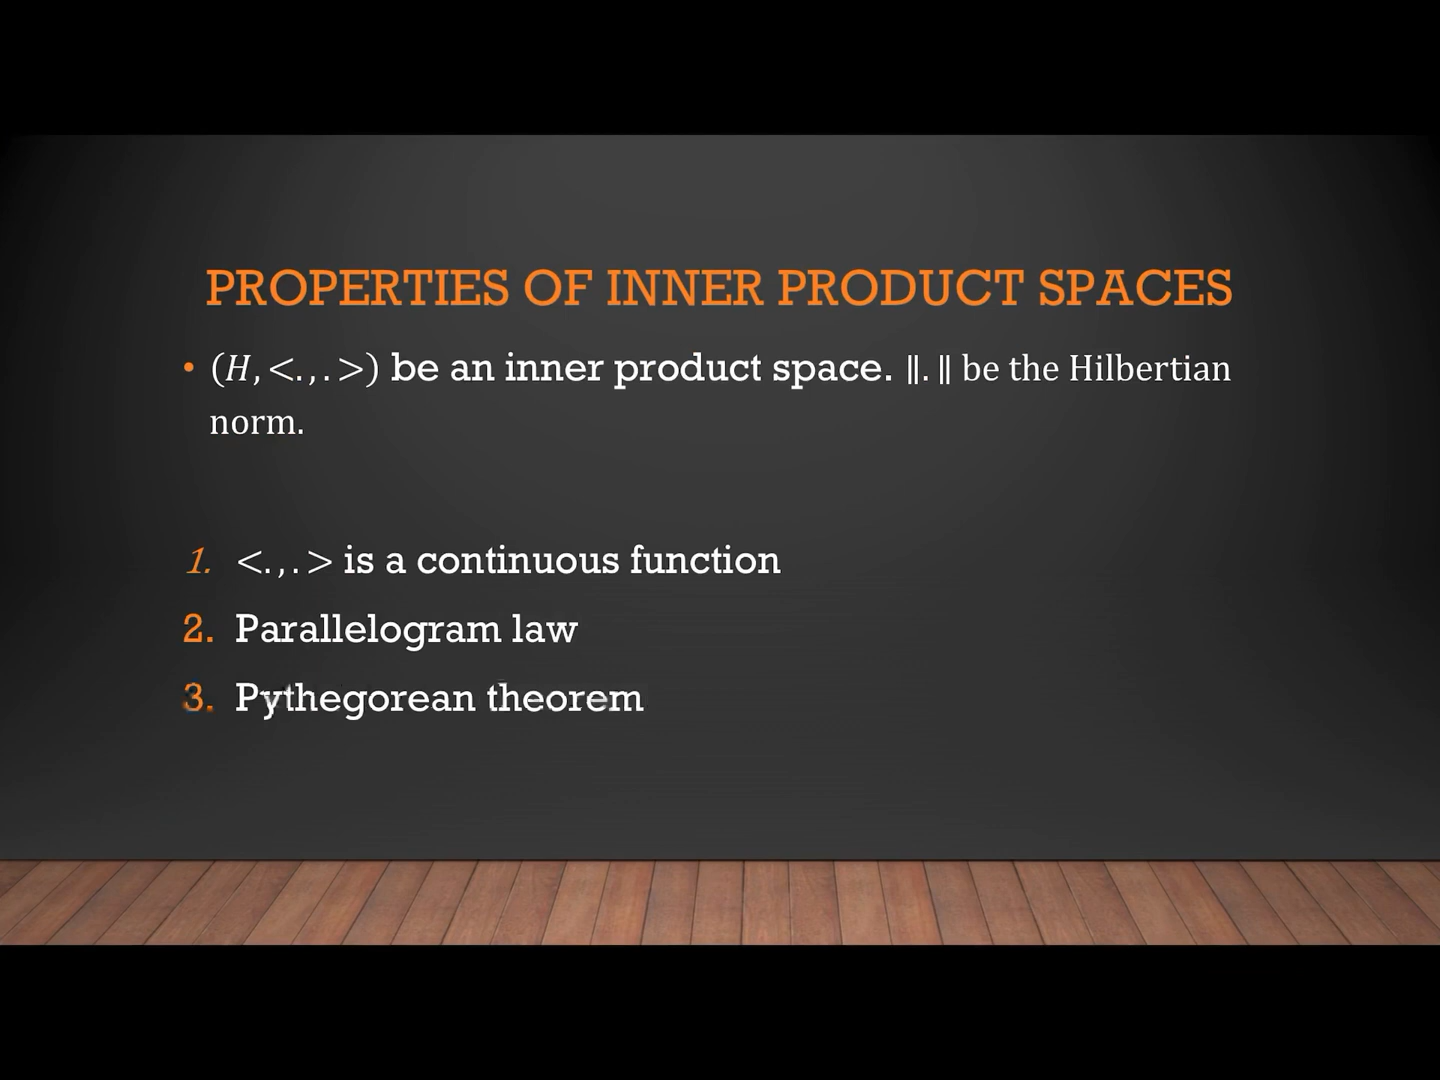 PROPERTIES OF INNER PRODUCT SPACES
• (H, <.,.>) be an inner product space. ‖.‖ be the Hilbertian
norm.
1. <.,.> is a continuous function
2. Parallelogram law
3. Pythegorean theorem